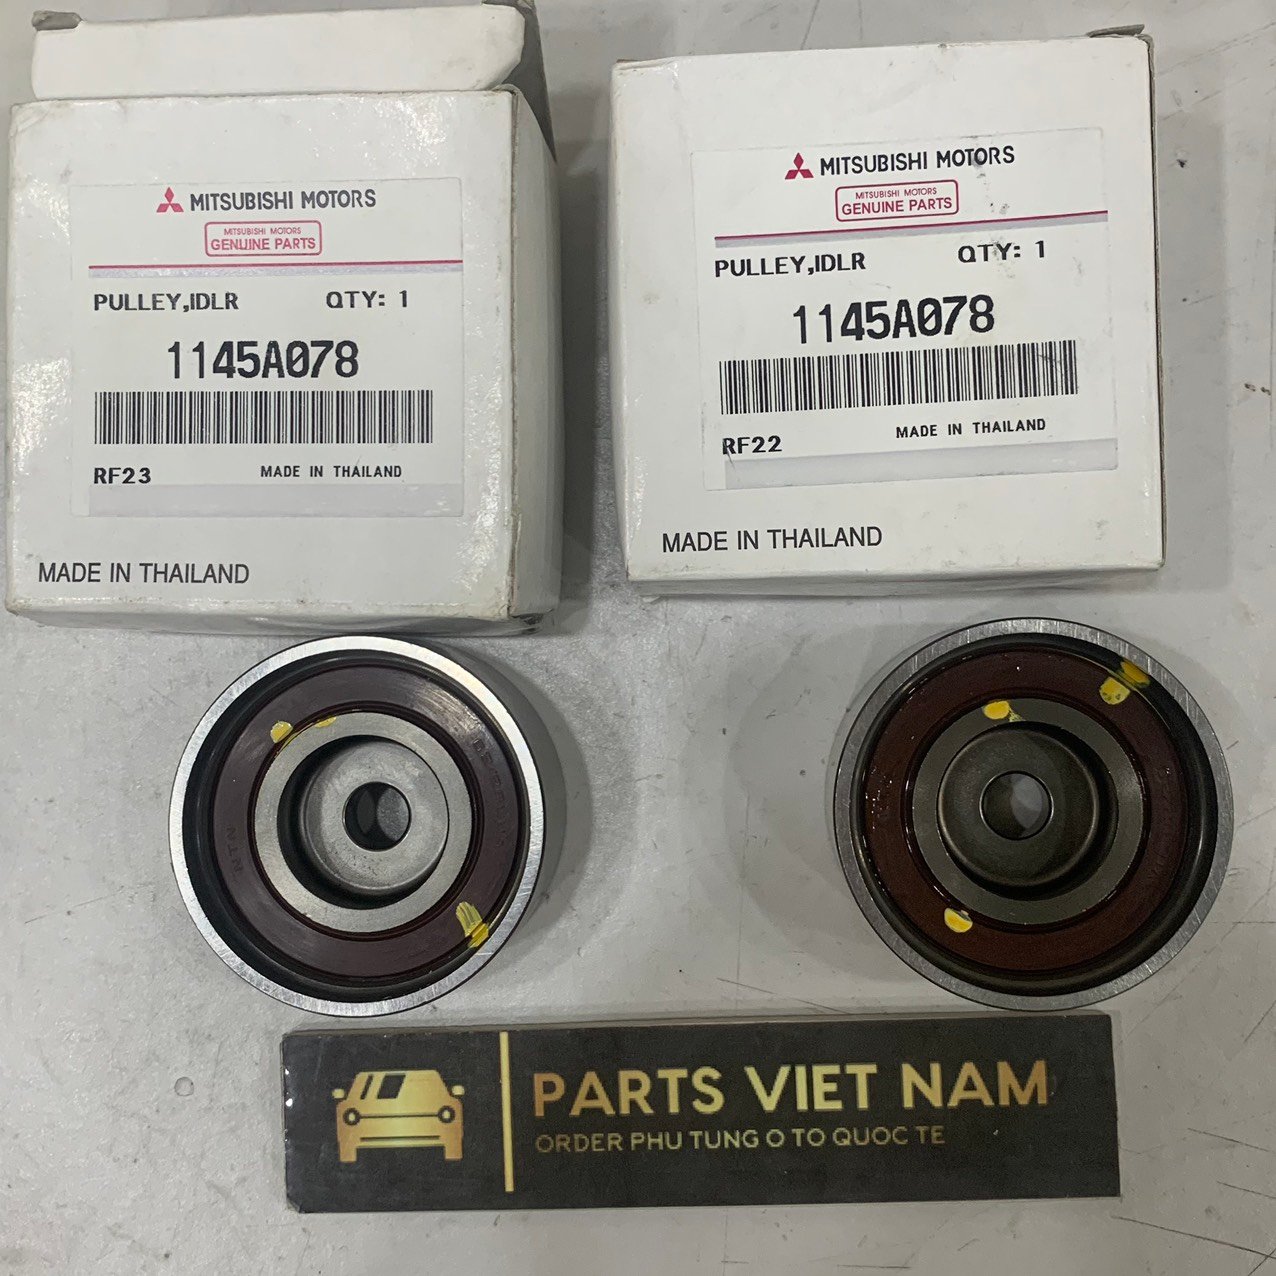 MITSUBISHI MOTORS
MITSUBISHI MOTORS
GENUINE PARTS
PULLEY,IDLR QTY: 1
1145A078
RF23 MADE IN THAILAND
MADE IN THAILAND
MITSUBISHI MOTORS
MITSUBISHI MOTORS
GENUINE PARTS
PULLEY,IDLR QTY: 1
1145A078
RF22 MADE IN THAILAND
MADE IN THAILAND
NTN
PARTS VIET NAM
ORDER PHU TUNG O TO QUOC TE